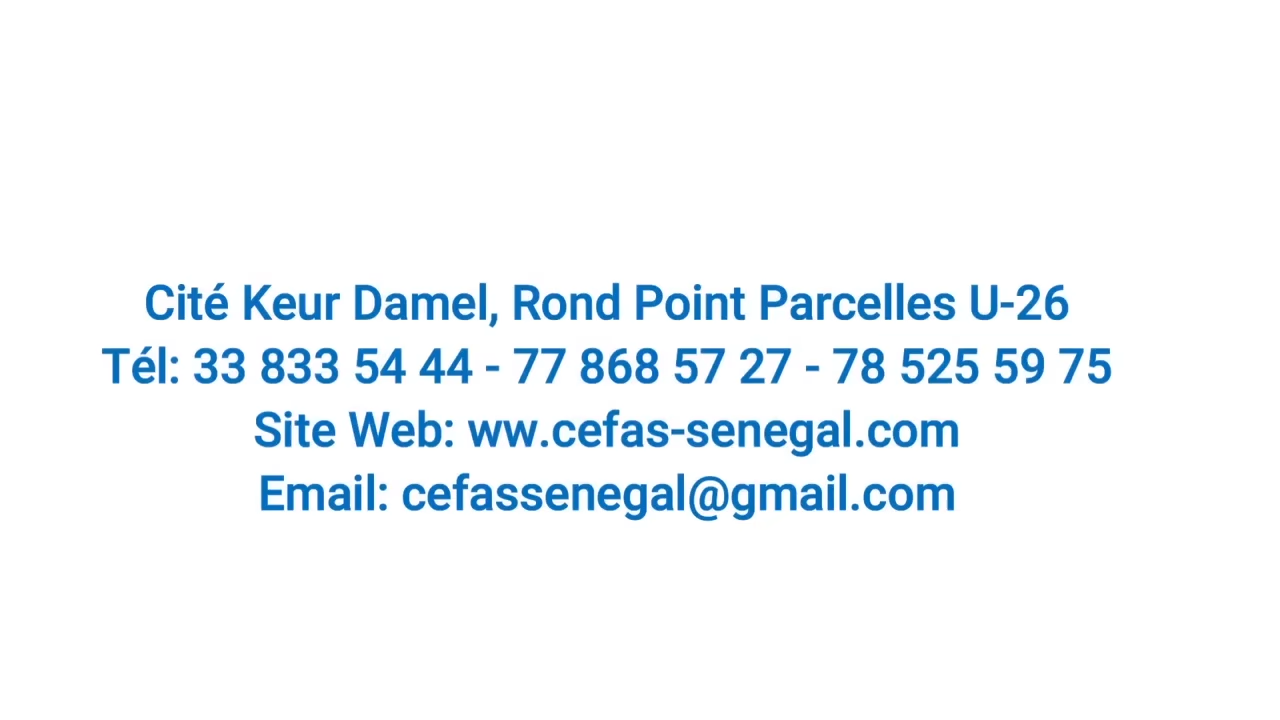 Cité Keur Damel, Rond Point Parcelles U-26
Tél: 33 833 54 44 - 77 868 57 27 - 78 525 59 75
Site Web: ww.cefas-senegal.com
Email: cefassenegal@gmail.com